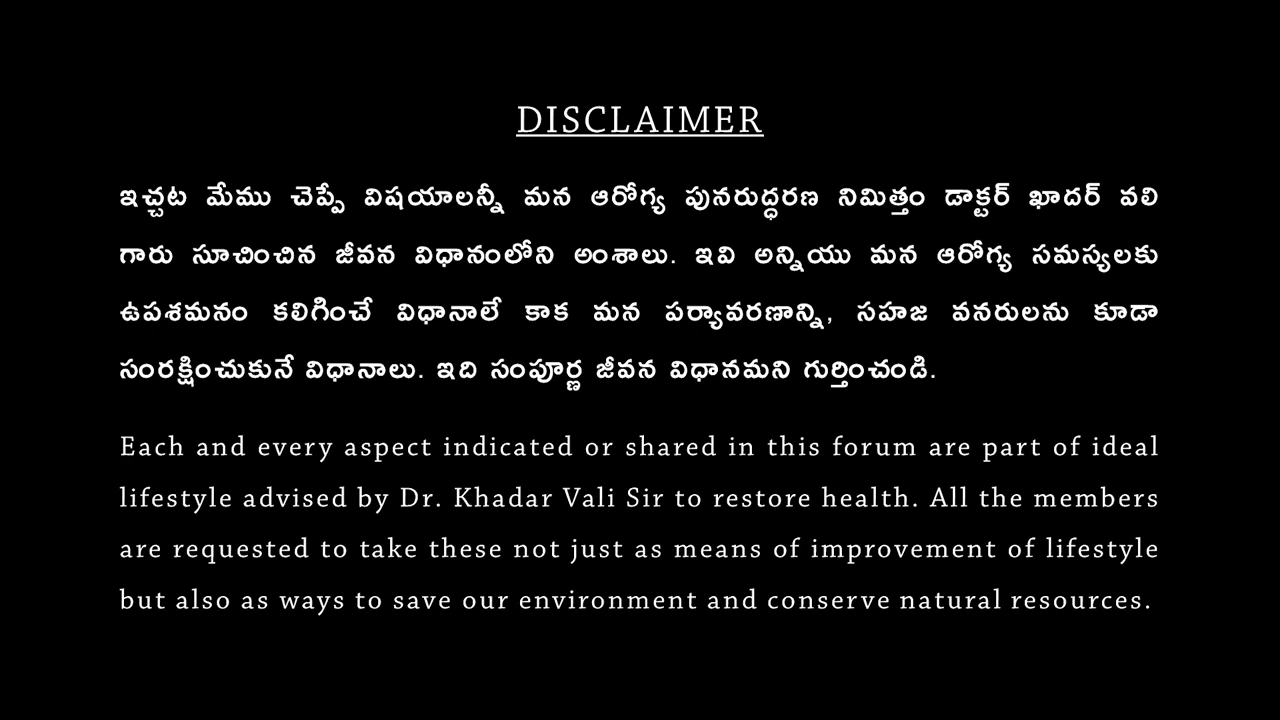 DISCLAIMER
ఇచ్చట మేము చెప్పే విషయాలన్నీ మన ఆరోగ్య పునరుద్ధరణ నిమిత్తం డాక్టర్ ఖాదర్ వలి
గారు సూచించిన జీవన విధానంలోని అంశాలు. ఇవి అన్నియు మన ఆరోగ్య సమస్యలకు
ఉపశమనం కలిగించే విధానాలే కాక మన పర్యావరణాన్ని, సహజ వనరులను కూడా
సంరక్షించుకునే విధానాలు. ఇది సంపూర్ణ జీవన విధానమని గుర్తించండి.
Each and every aspect indicated or shared in this forum are part of ideal
lifestyle advised by Dr. Khadar Vali Sir to restore health. All the members
are requested to take these not just as means of improvement of lifestyle
but also as ways to save our environment and conserve natural resources.